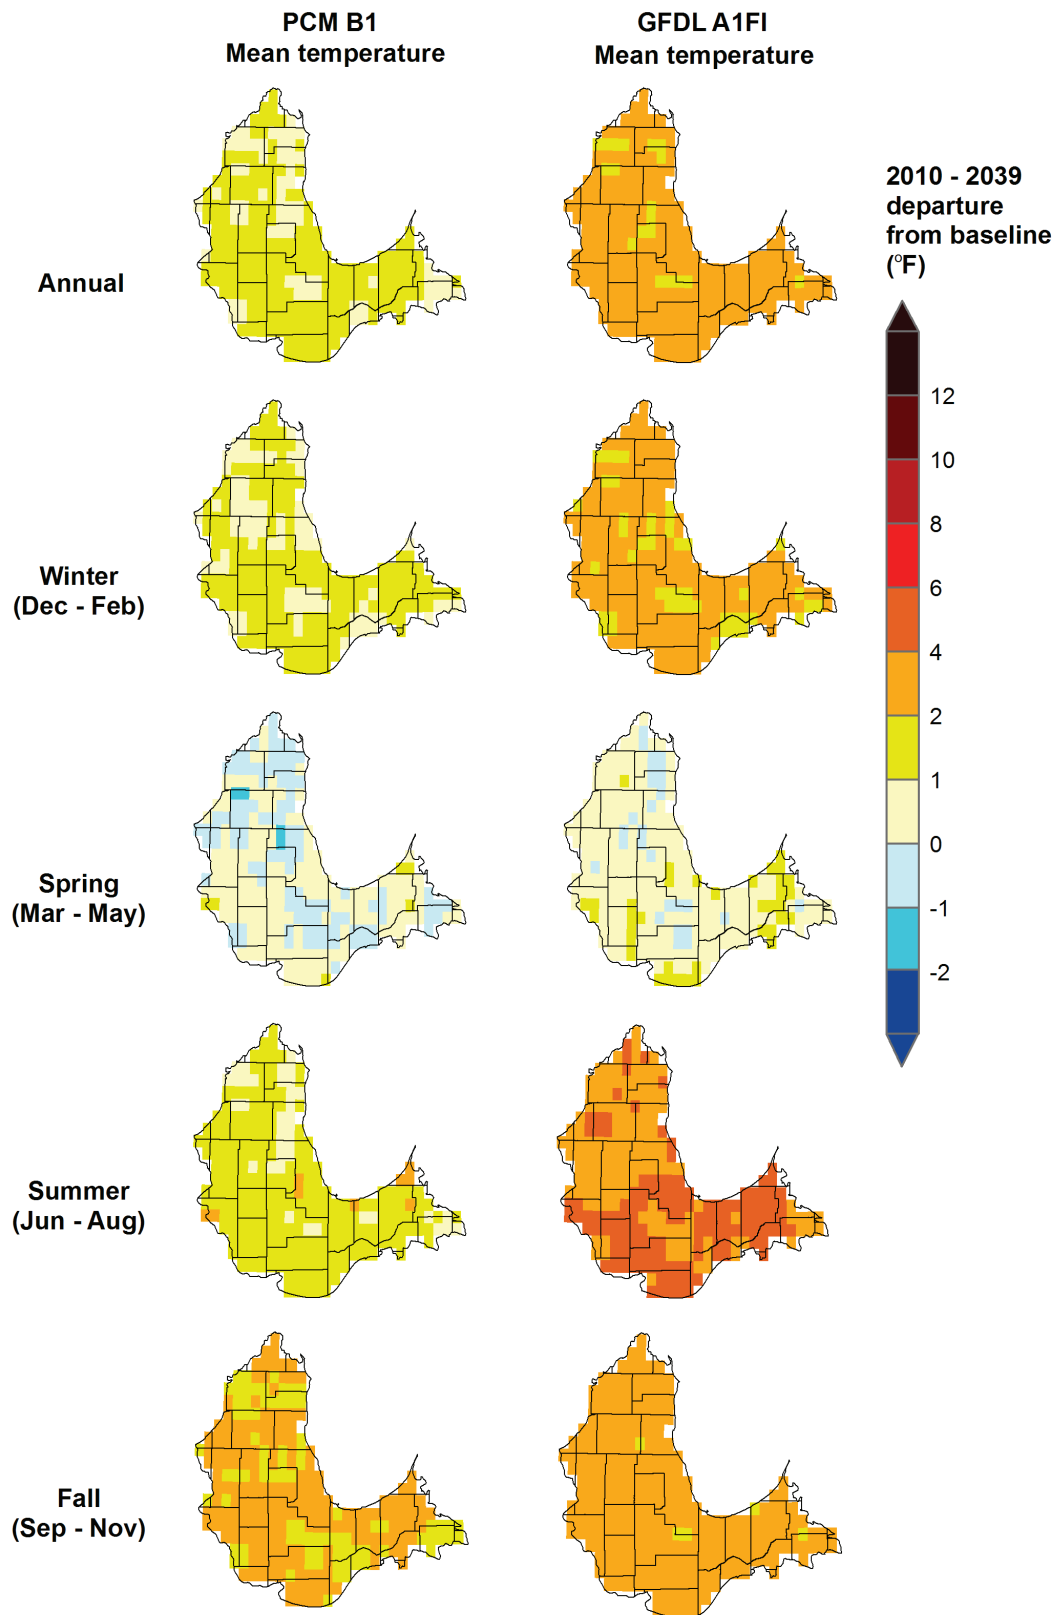 PCM B1
Mean temperature
GFDL A1FI
Mean temperature
2010 - 2039
departure
from baseline
(°F)
Annual
12
10
8
Winter
(Dec - Feb)
6
4
2
1
0
Spring
(Mar - May)
-1
-2
Summer
(Jun - Aug)
Fall
(Sep - Nov)